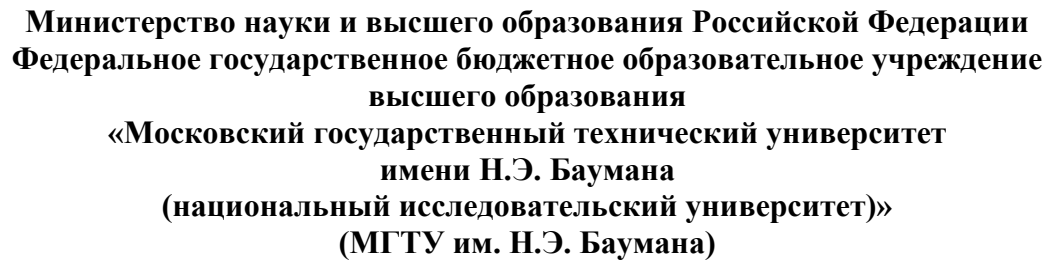 Министерство науки и высшего образования Российской Федерации
Федеральное государственное бюджетное образовательное учреждение
высшего образования
«Московский государственный технический университет
имени Н.Э. Баумана
(национальный исследовательский университет)»
(МГТУ им. Н.Э. Баумана)